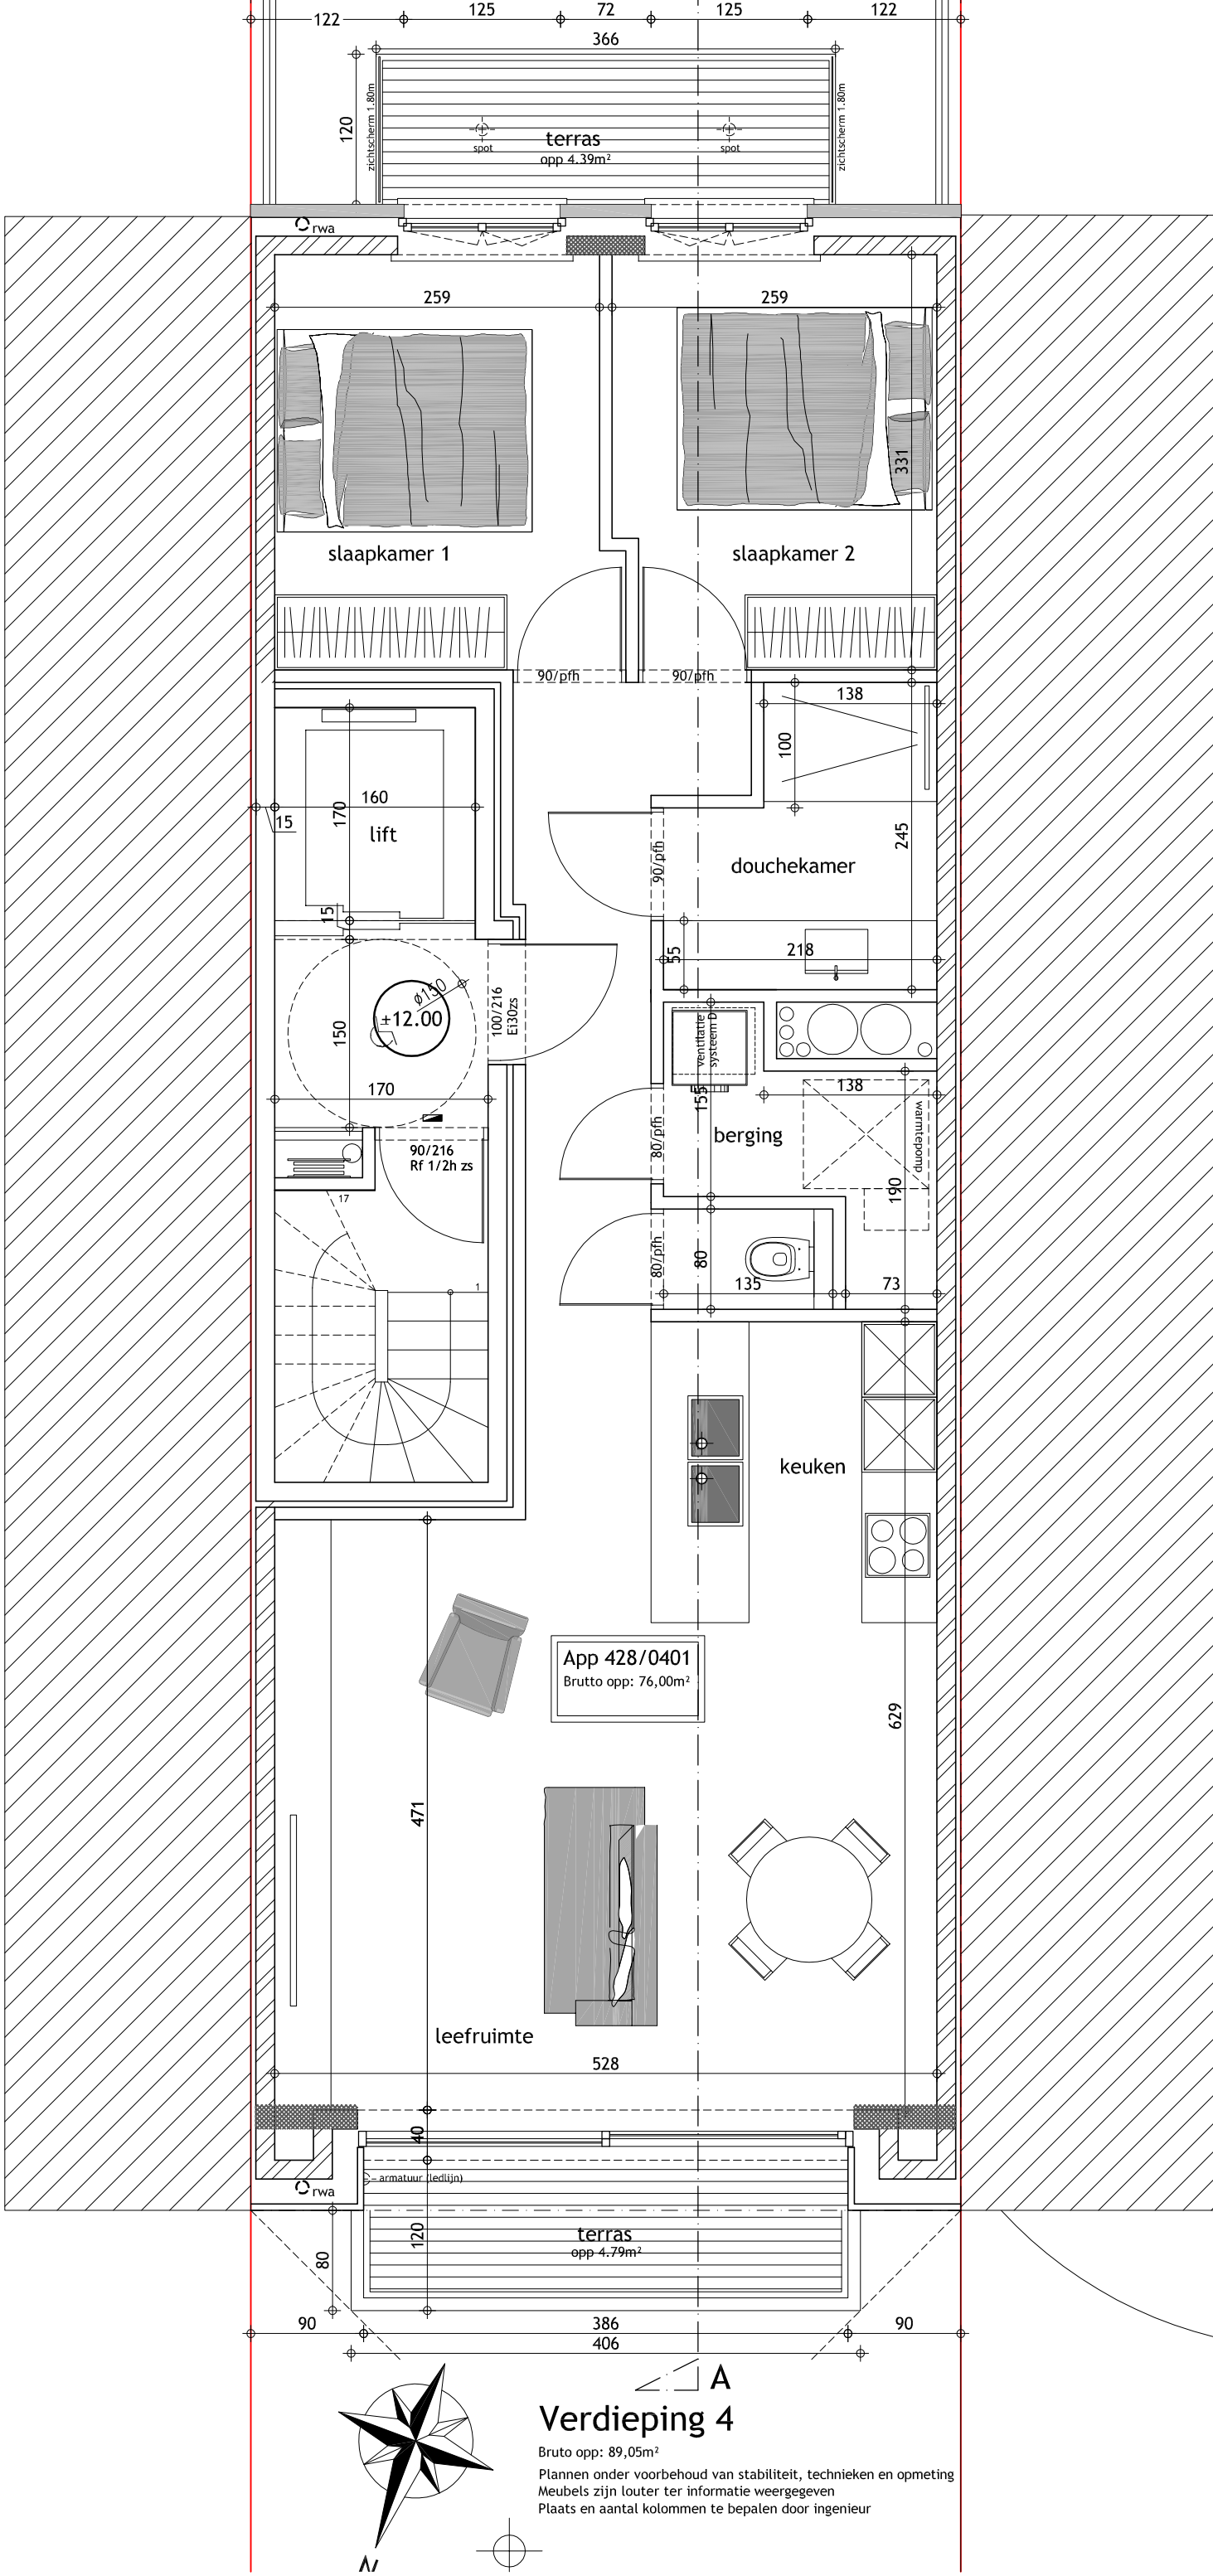 122
125
72
125
122
366
120
zichtscherm 1.80m
zichtscherm 1.80m
spot
terras
spot
opp 4.39m²
rwa
259
259
331
slaapkamer 1
slaapkamer 2
90/pfh
90/pfh
138
100
170
160
15
lift
245
90/pfh
douchekamer
15
55
218
ø150
±12.00
100/216
Ei30zs
150
ventilatie
systeem D
170
155
138
warmtepomp
80/pfh
berging
90/216
Rf 1/2h zs
190
17
80/pfh
80
135
73
1
keuken
App 428/0401
Brutto opp: 76,00m²
629
471
leefruimte
528
40
armatuur (ledlijn)
rwa
120
terras
opp 4.79m²
80
90
386
90
406
A
Verdieping 4
Bruto opp: 89,05m²
Plannen onder voorbehoud van stabiliteit, technieken en opmeting
Meubels zijn louter ter informatie weergegeven
Plaats en aantal kolommen te bepalen door ingenieur
N